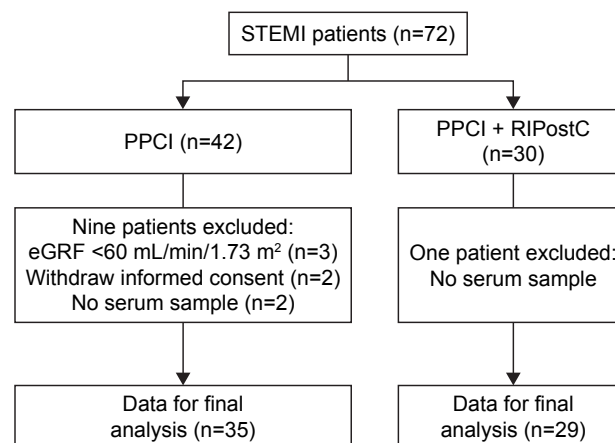 STEMI patients (n=72)
PPCI (n=42)
PPCI + RIPostC
(n=30)
Nine patients excluded:
eGRF <60 mL/min/1.73 m² (n=3)
Withdraw informed consent (n=2)
No serum sample (n=2)
One patient excluded:
No serum sample
Data for final
analysis (n=35)
Data for final
analysis (n=29)